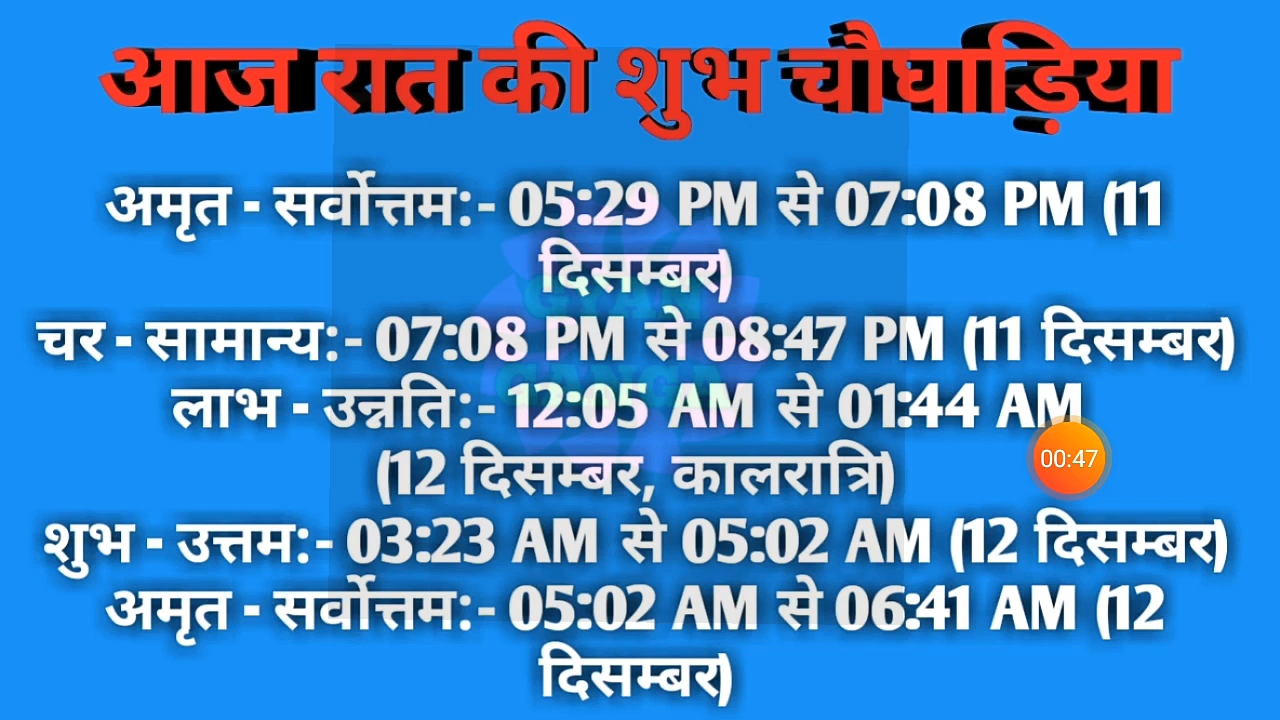 आज रात की शुभ चौघाड़िया
अमृत - सर्वोत्तम:- 05:29 PM से 07:08 PM (11
दिसम्बर)
चर - सामान्य:- 07:08 PM से 08:47 PM (11 दिसम्बर)
लाभ - उन्नति:- 12:05 AM से 01:44 AM
(12 दिसम्बर, कालरात्रि)
00:47
शुभ - उत्तम:- 03:23 AM से 05:02 AM (12 दिसम्बर)
अमृत - सर्वोत्तम:- 05:02 AM से 06:41 AM (12
दिसम्बर)
GYAN
GANGA